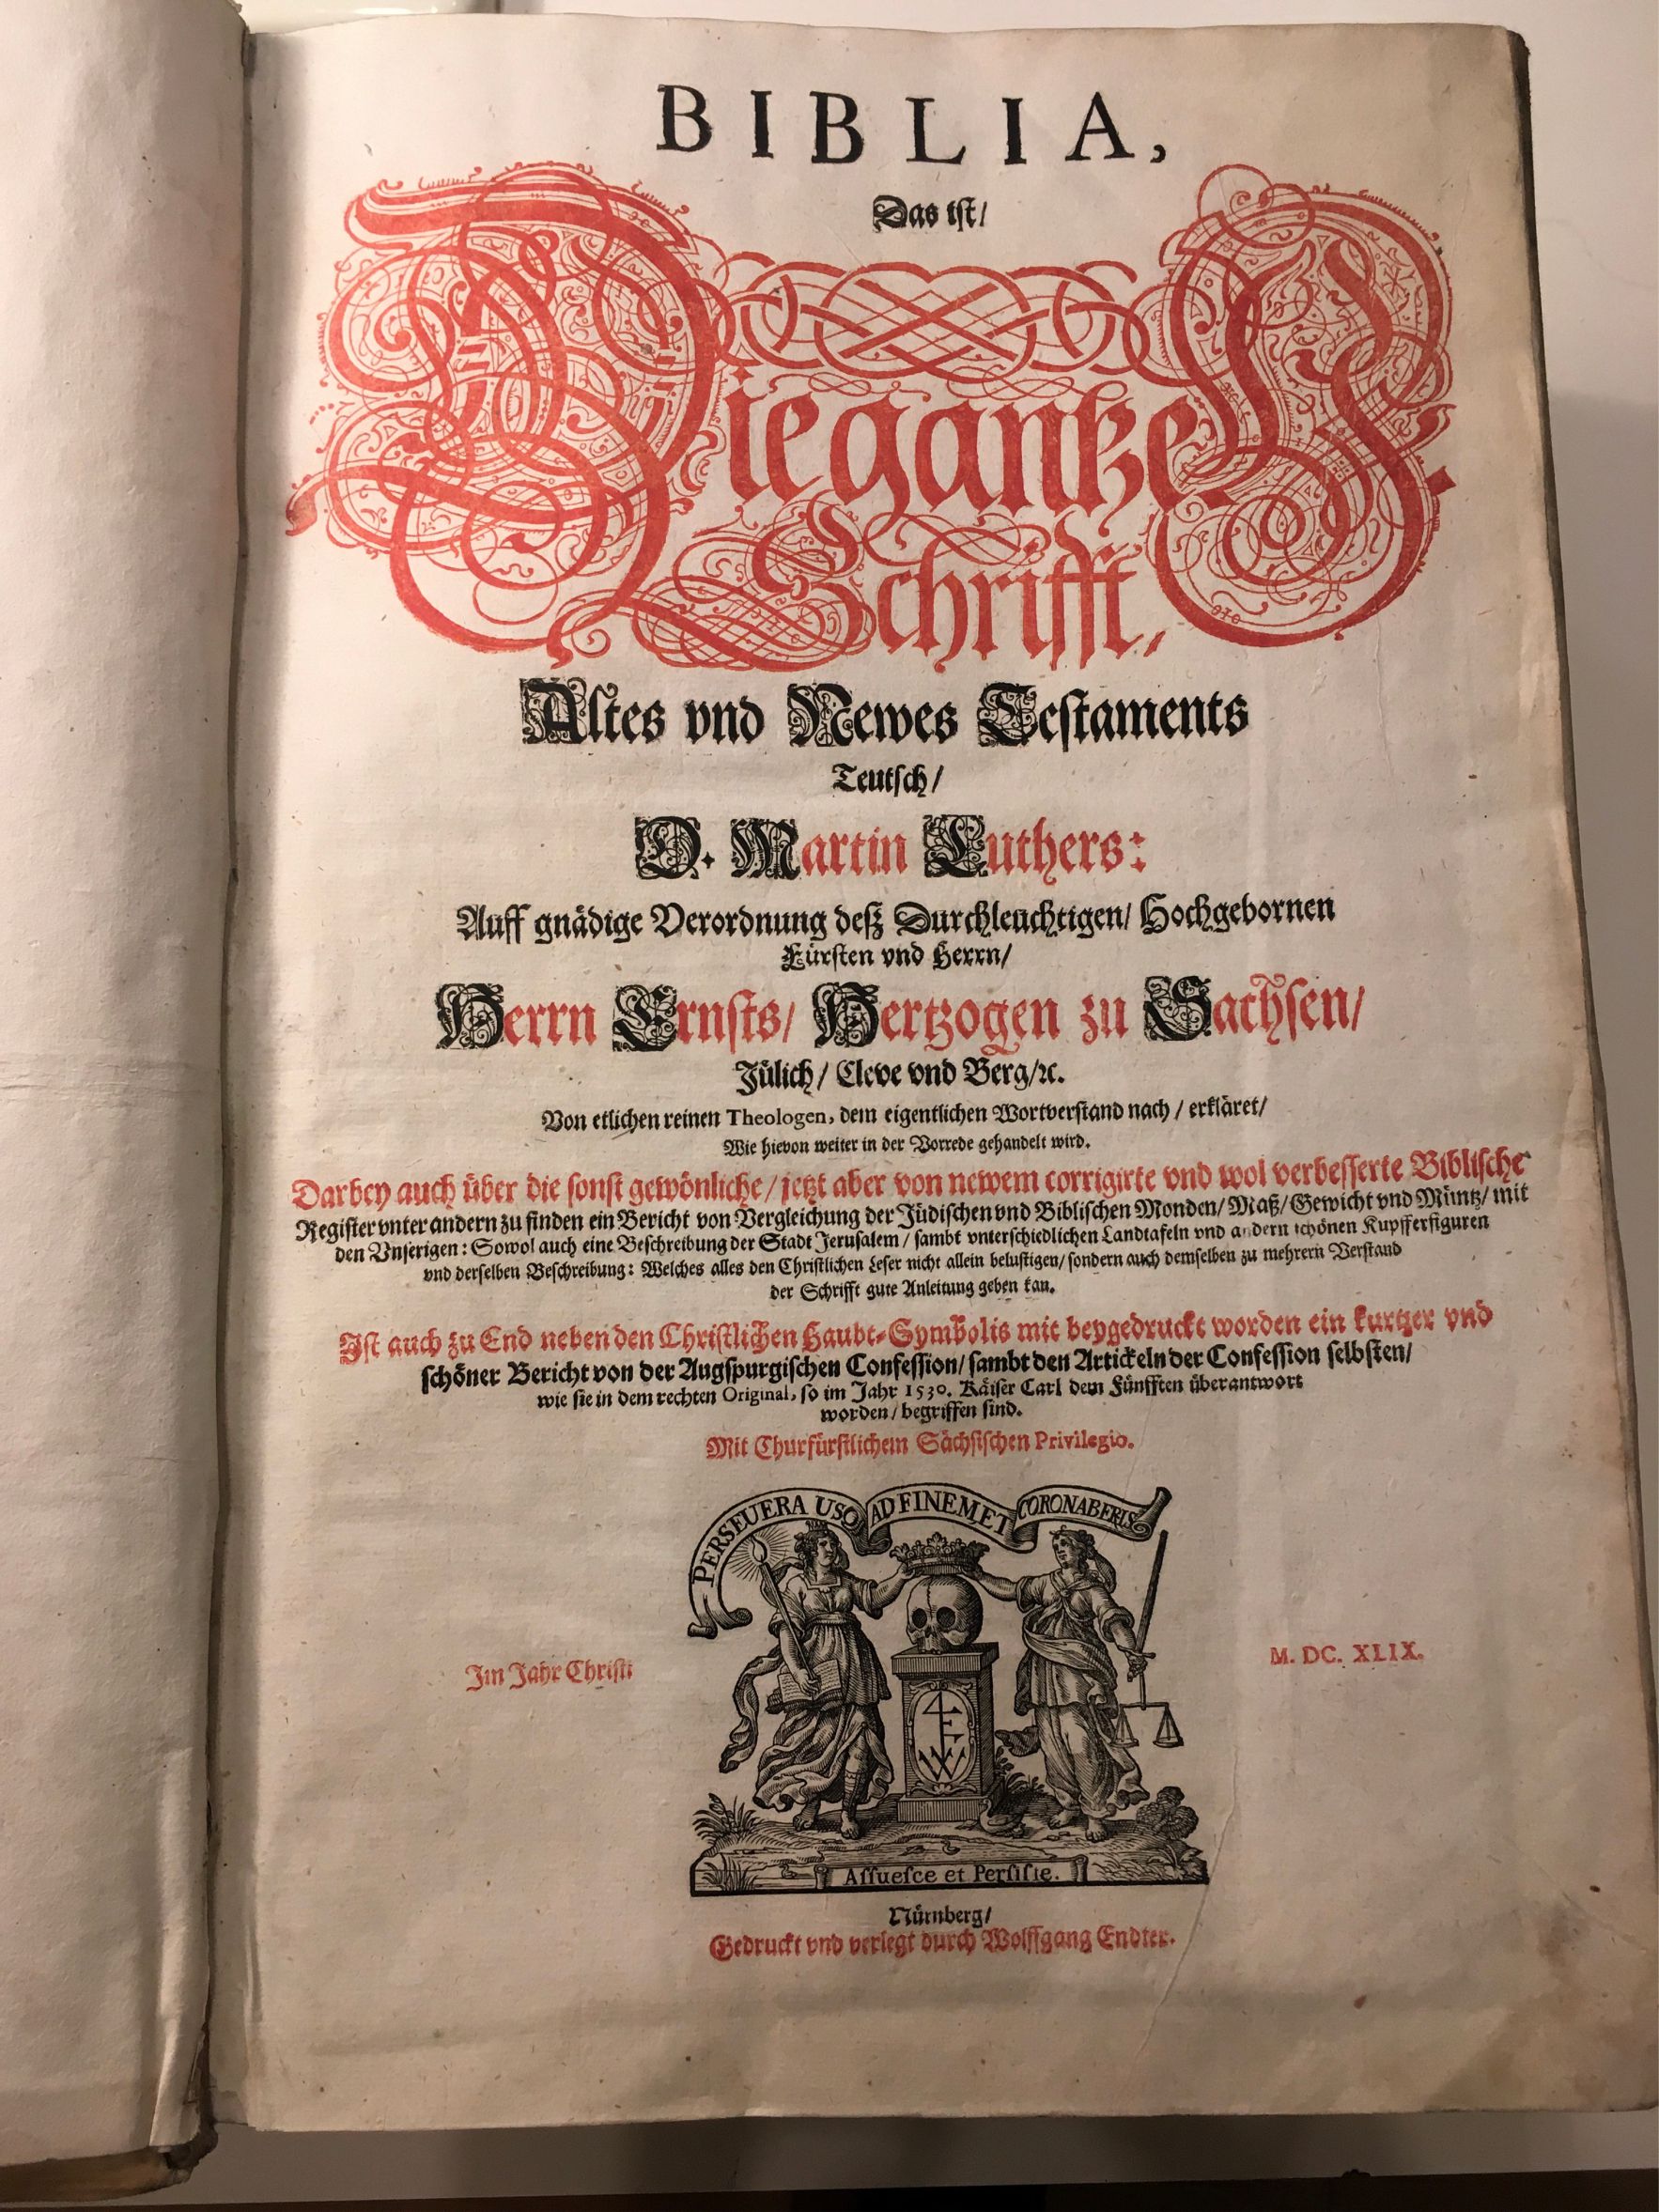 BIBLIA,
Das ist/
Die gantze H.
Schrifft,
Altes vnd Newes Testaments
Teutsch/
D. Martin Luthers:
Auff gnädige Verordnung deß Durchleuchtigen/ Hochgebornen
Fürsten vnd Herrn/
Herrn Ernsts/ Hertzogen zu Sachsen/
Jülich/ Cleve vnd Berg/ꝛc.
Von etlichen reinen Theologen, dem eigentlichen Wortverstand nach/ erkläret/
Wie hievon weiter in der Vorrede gehandelt wird.
Darbey auch über die sonst gewönliche/ jetzt aber von newem corrigirte vnd wol verbesserte Biblische
Register vnter andern zu finden ein Bericht von Vergleichung der Jüdischen vnd Biblischen Monden/ Maß/ Gewicht vnd Müntz/ mit
den Vnserigen: Sowol auch eine Beschreibung der Stadt Jerusalem/ sambt vnterschiedlichen Landtafeln vnd andern schönen Kupfferfiguren
vnd derselben Beschreibung: Welches alles den Christlichen Leser nicht allein belustigen/ sondern auch demselben zu mehrern Verstand
der Schrifft gute Anleitung geben kan.
Ist auch zu End neben den Christlichen Haubt-Symbolis mit beygedruckt worden ein kurtzer vnd
schöner Bericht von der Augspurgischen Confession/ sambt den Artickeln der Confession selbsten/
wie sie in dem rechten Original, so im Jahr 1530. Käiser Carl dem Fünfften überantwort
worden/ begriffen sind.
Mit Churfürstlichem Sächsischen Privilegio.
PERSEUERA USQ AD FINEM ET CORONABERIS
Im Jahr Christi
M. DC. XLIX.
4 E W
Assuesce et Persiste.
Nürnberg/
Gedruckt vnd verlegt durch Wolffgang Endter.